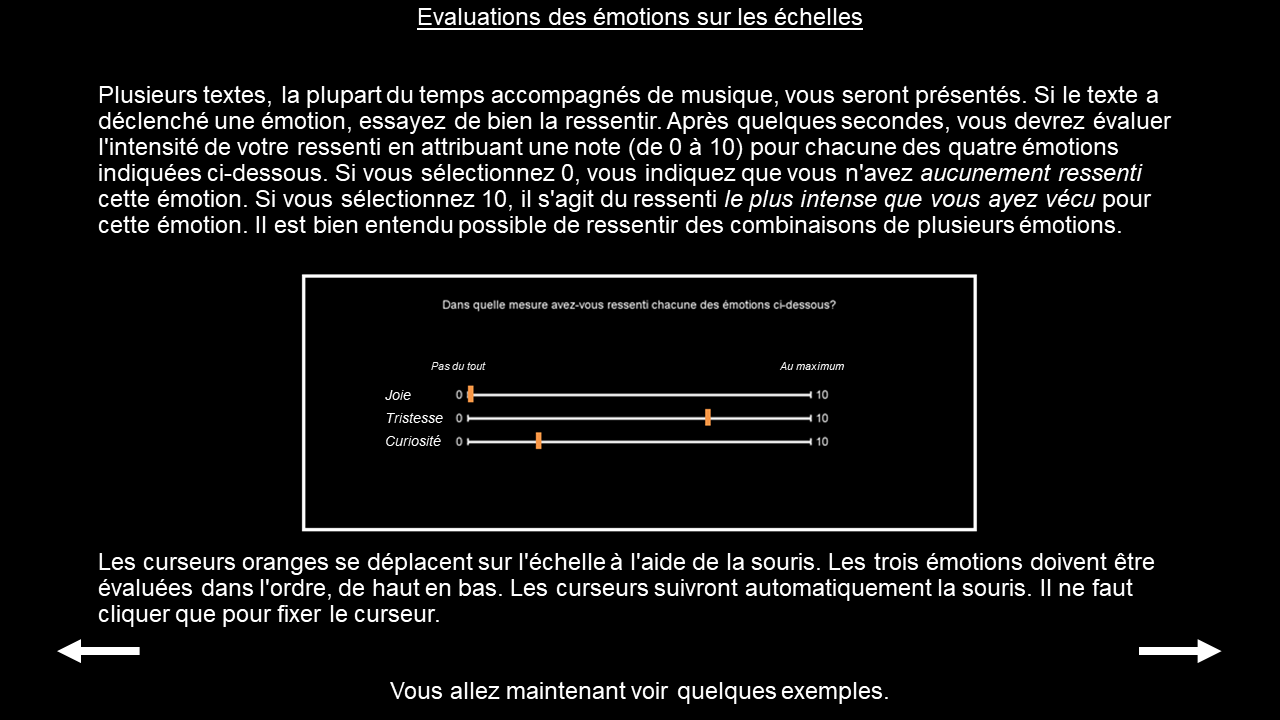 Evaluations des émotions sur les échelles
Plusieurs textes, la plupart du temps accompagnés de musique, vous seront présentés. Si le texte a
déclenché une émotion, essayez de bien la ressentir. Après quelques secondes, vous devrez évaluer
l'intensité de votre ressenti en attribuant une note (de 0 à 10) pour chacune des quatre émotions
indiquées ci-dessous. Si vous sélectionnez 0, vous indiquez que vous n'avez aucunement ressenti
cette émotion. Si vous sélectionnez 10, il s'agit du ressenti le plus intense que vous ayez vécu pour
cette émotion. Il est bien entendu possible de ressentir des combinaisons de plusieurs émotions.
Dans quelle mesure avez-vous ressenti chacune des émotions ci-dessous?
Pas du tout Au maximum
Joie 0 10
Tristesse 0 10
Curiosité 0 10
Les curseurs oranges se déplacent sur l'échelle à l'aide de la souris. Les trois émotions doivent être
évaluées dans l'ordre, de haut en bas. Les curseurs suivront automatiquement la souris. Il ne faut
cliquer que pour fixer le curseur.
Vous allez maintenant voir quelques exemples.